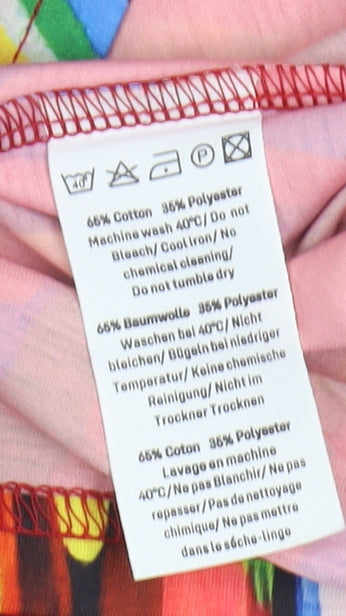 40°
P
65% Cotton 35% Polyester
Machine wash 40°C/ Do not
Bleach/ Cool iron/ No
chemical cleaning/
Do not tumble dry
65% Baumwolle 35% Polyester
Waschen bei 40°C/ Nicht
bleichen/ Bügeln bei niedriger
Temperatur/ Keine chemische
Reinigung/ Nicht im
Trockner Trocknen
65% Coton 35% Polyester
Lavage en machine
40°C/ Ne pas Blanchir/ Ne pas
repasser/ Pas de nettoyage
chimique/ Ne pas mettre
dans le sèche-linge